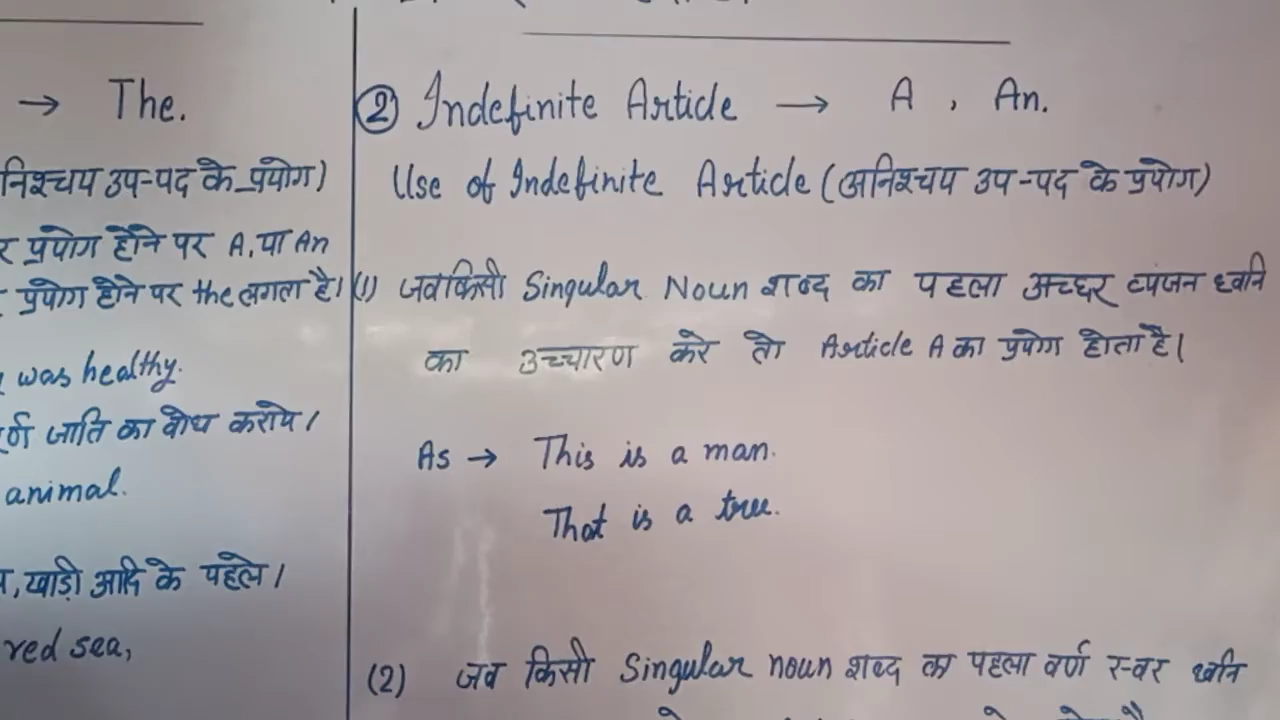 → The.
निश्चय उप-पद के प्रयोग)
र प्रयोग होने पर A, या An
प्रयोग होने पर the लगता है।
was healthy.
र्ण जाति का बोध कराये।
animal.
, खाड़ी आदि के पहले।
red sea,
② Indefinite Article → A , An.
Use of Indefinite Article (अनिश्चय उप-पद के प्रयोग)
(1) जब किसी Singular Noun शब्द का पहला अच्छर व्यंजन ध्वनि
का उच्चारण करे तो Article A का प्रयोग होता है।
As → This is a man.
That is a tree.
(2) जब किसी Singular noun शब्द का पहला वर्ण स्वर ध्वनि